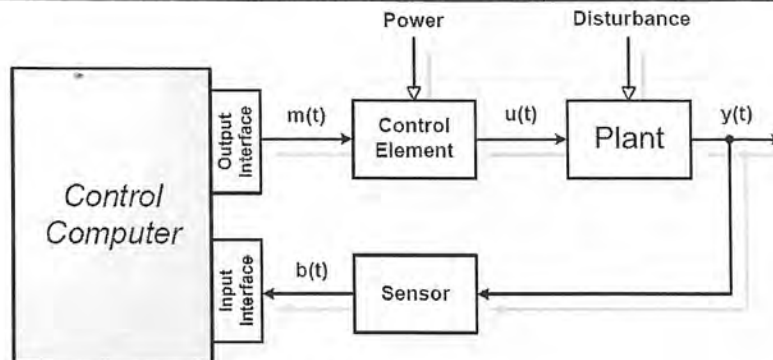 Power
Disturbance
Output
Interface
m(t)
Control
Element
u(t)
Plant
y(t)
Control
Computer
Input
Interface
b(t)
Sensor